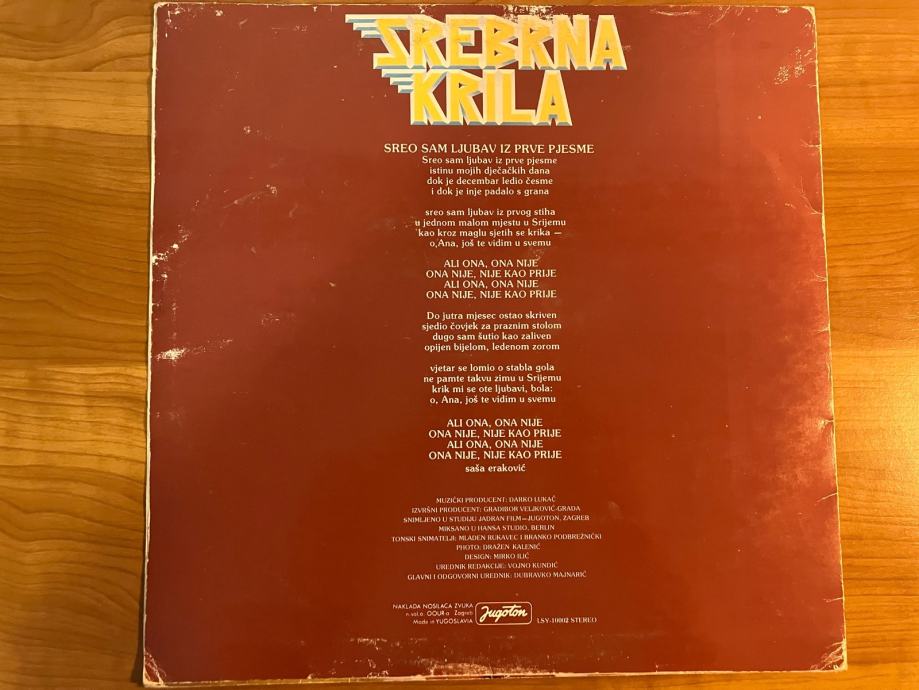 SREBRNA
KRILA
SREO SAM LJUBAV IZ PRVE PJESME
Sreo sam ljubav iz prve pjesme
istinu mojih dječačkih dana
dok je decembar ledio česme
i dok je inje padalo s grana
sreo sam ljubav iz prvog stiha
u jednom malom mjestu u Srijemu
kao kroz maglu sjetih se krika —
o,Ana, još te vidim u svemu
ALI ONA, ONA NIJE
ONA NIJE, NIJE KAO PRIJE
ALI ONA, ONA NIJE
ONA NIJE, NIJE KAO PRIJE
Do jutra mjesec ostao skriven
sjedio čovjek za praznim stolom
dugo sam šutio kao zaliven
opijen bijelom, ledenom zorom
vjetar se lomio o stabla gola
ne pamte takvu zimu u Srijemu
krik mi se ote ljubavi, bola:
o, Ana, još te vidim u svemu
ALI ONA, ONA NIJE
ONA NIJE, NIJE KAO PRIJE
ALI ONA, ONA NIJE
ONA NIJE, NIJE KAO PRIJE
saša eraković
MUZIČKI PRODUCENT: DARKO LUKAČ
IZVRŠNI PRODUCENT: GRADIBOR VELJKOVIĆ-GRADA
SNIMLJENO U STUDIJU JADRAN FILM—JUGOTON, ZAGREB
MIKSANO U HANSA STUDIO, BERLIN
TONSKI SNIMATELJI: MLADEN RUKAVEC I BRANKO PODBREŽNIČKI
PHOTO: DRAŽEN KALENIĆ
DESIGN: MIRKO ILIĆ
UREDNIK REDAKCIJE: VOJNO KUNDIĆ
GLAVNI I ODGOVORNI UREDNIK: DUBRAVKO MAJNARIĆ
NAKLADA NOSILACA ZVUKA
n.sol.o. OOUR-a Zagreb
Made in YUGOSLAVIA
Jugoton
LSY-10002 STEREO